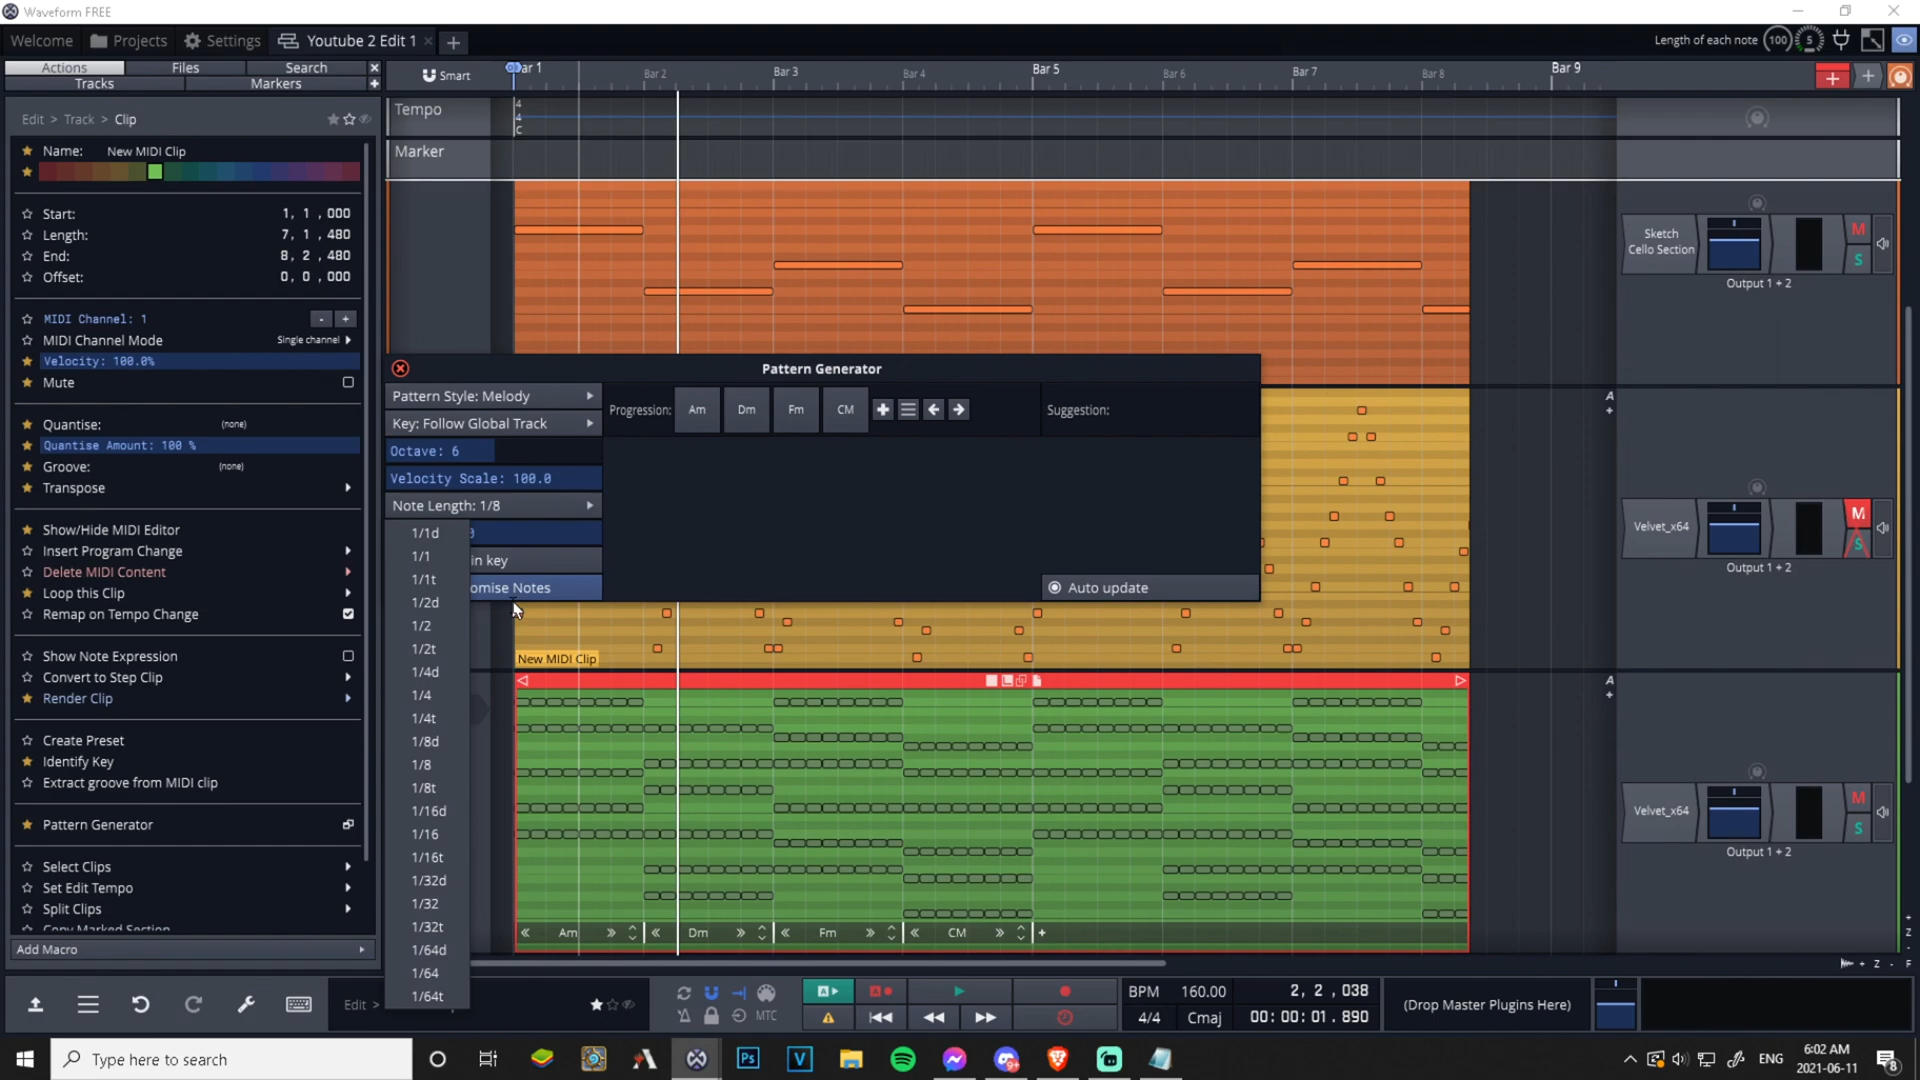 Waveform FREE
Welcome
Projects
Settings
Youtube 2 Edit 1
Length of each note
100
5
Actions
Files
Search
Tracks
Markers
Smart
Bar 1
Bar 2
Bar 3
Bar 4
Bar 5
Bar 6
Bar 7
Bar 8
Bar 9
Edit > Track > Clip
Name: New MIDI Clip
Start: 1, 1 , 000
Length: 7, 1 , 480
End: 8, 2 , 480
Offset: 0, 0 , 000
MIDI Channel: 1
- +
MIDI Channel Mode Single channel
Velocity: 100.0%
Mute
Quantise: (none)
Quantise Amount: 100 %
Groove: (none)
Transpose
Show/Hide MIDI Editor
Insert Program Change
Delete MIDI Content
Loop this Clip
Remap on Tempo Change
Show Note Expression
Convert to Step Clip
Render Clip
Create Preset
Identify Key
Extract groove from MIDI clip
Pattern Generator
Select Clips
Set Edit Tempo
Split Clips
Copy Marked Section
Add Macro
Tempo
4
4
C
Marker
Pattern Generator
Pattern Style: Melody
Key: Follow Global Track
Octave: 6
Velocity Scale: 100.0
Note Length: 1/8
in key
omise Notes
Progression: Am Dm Fm CM
Suggestion:
Auto update
1/1d
1/1
1/1t
1/2d
1/2
1/2t
1/4d
1/4
1/4t
1/8d
1/8
1/8t
1/16d
1/16
1/16t
1/32d
1/32
1/32t
1/64d
1/64
1/64t
New MIDI Clip
Am
Dm
Fm
CM
+
Sketch
Cello Section
M
S
Output 1 + 2
A
+
Velvet_x64
M
S
Output 1 + 2
A
+
Velvet_x64
M
S
Output 1 + 2
+
Z
-
+ Z - F
Edit >
MTC
BPM 160.00
4/4 Cmaj
2, 2 , 038
00: 00: 01 . 890
(Drop Master Plugins Here)
Type here to search
Ps
V
ENG
6:02 AM
2021-06-11
8